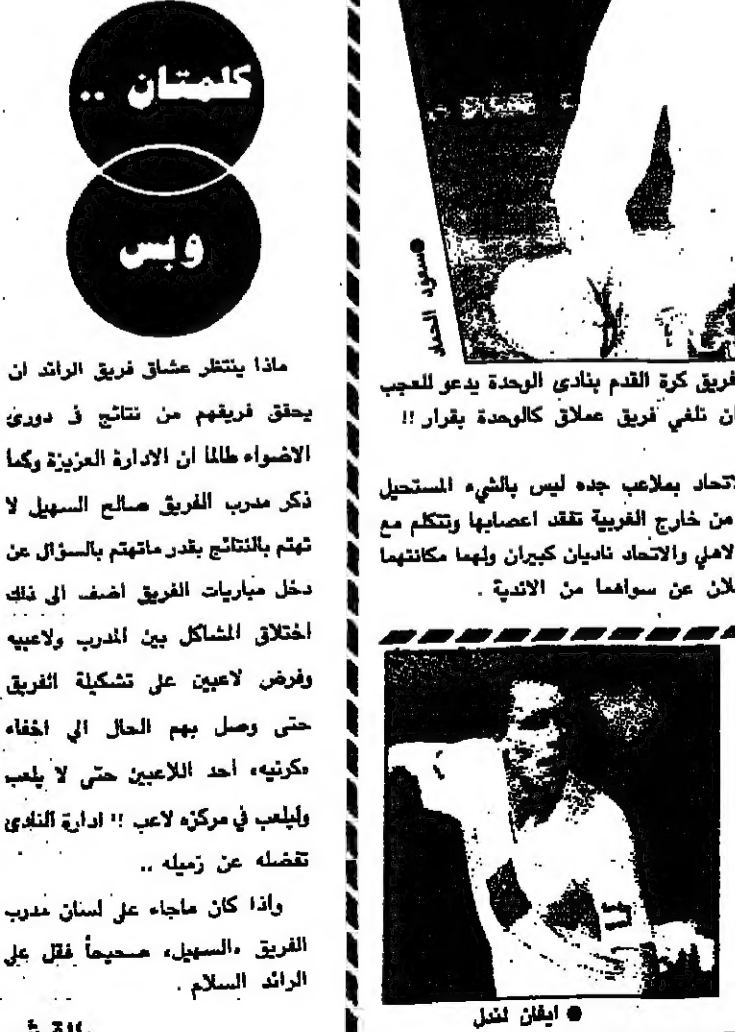 كلمتان ..
وبس
ماذا ينتظر عشاق فريق الرائد ان
يحقق فريقهم من نتائج في دوري
الاضواء طالما ان الادارة العزيزة وكما
ذكر مدرب الفريق صالح السهيل لا
تهتم بالنتائج بقدر ماتهتم بالسؤال عن
دخل مباريات الفريق اضف الى ذلك
اختلاق المشاكل بين المدرب ولاعبيه
وفرض لاعبين على تشكيلة الفريق
حتى وصل بهم الحال الي اخفاء
«كرنيه» أحد اللاعبين حتى لا يلعب
وليلعب في مركزه لاعب !! ادارة النادي
تفضله عن زميله ..
واذا كان ماجاء على لسان مدرب
الفريق «السهيل» صحيحاً فقل على
الرائد السلام .
●سعود الحماد
فريق كرة القدم بنادي الوحدة يدعو للعجب
ان تلغي فريق عملاق كالوحدة بقرار !!
لاتحاد بملاعب جده ليس بالشيء المستحيل
من خارج الغربية تفقد اعصابها وتتكلم مع
لاهلي والاتحاد ناديان كبيران ولهما مكانتهما
لان عن سواهما من الاندية .
● ايفان لندل